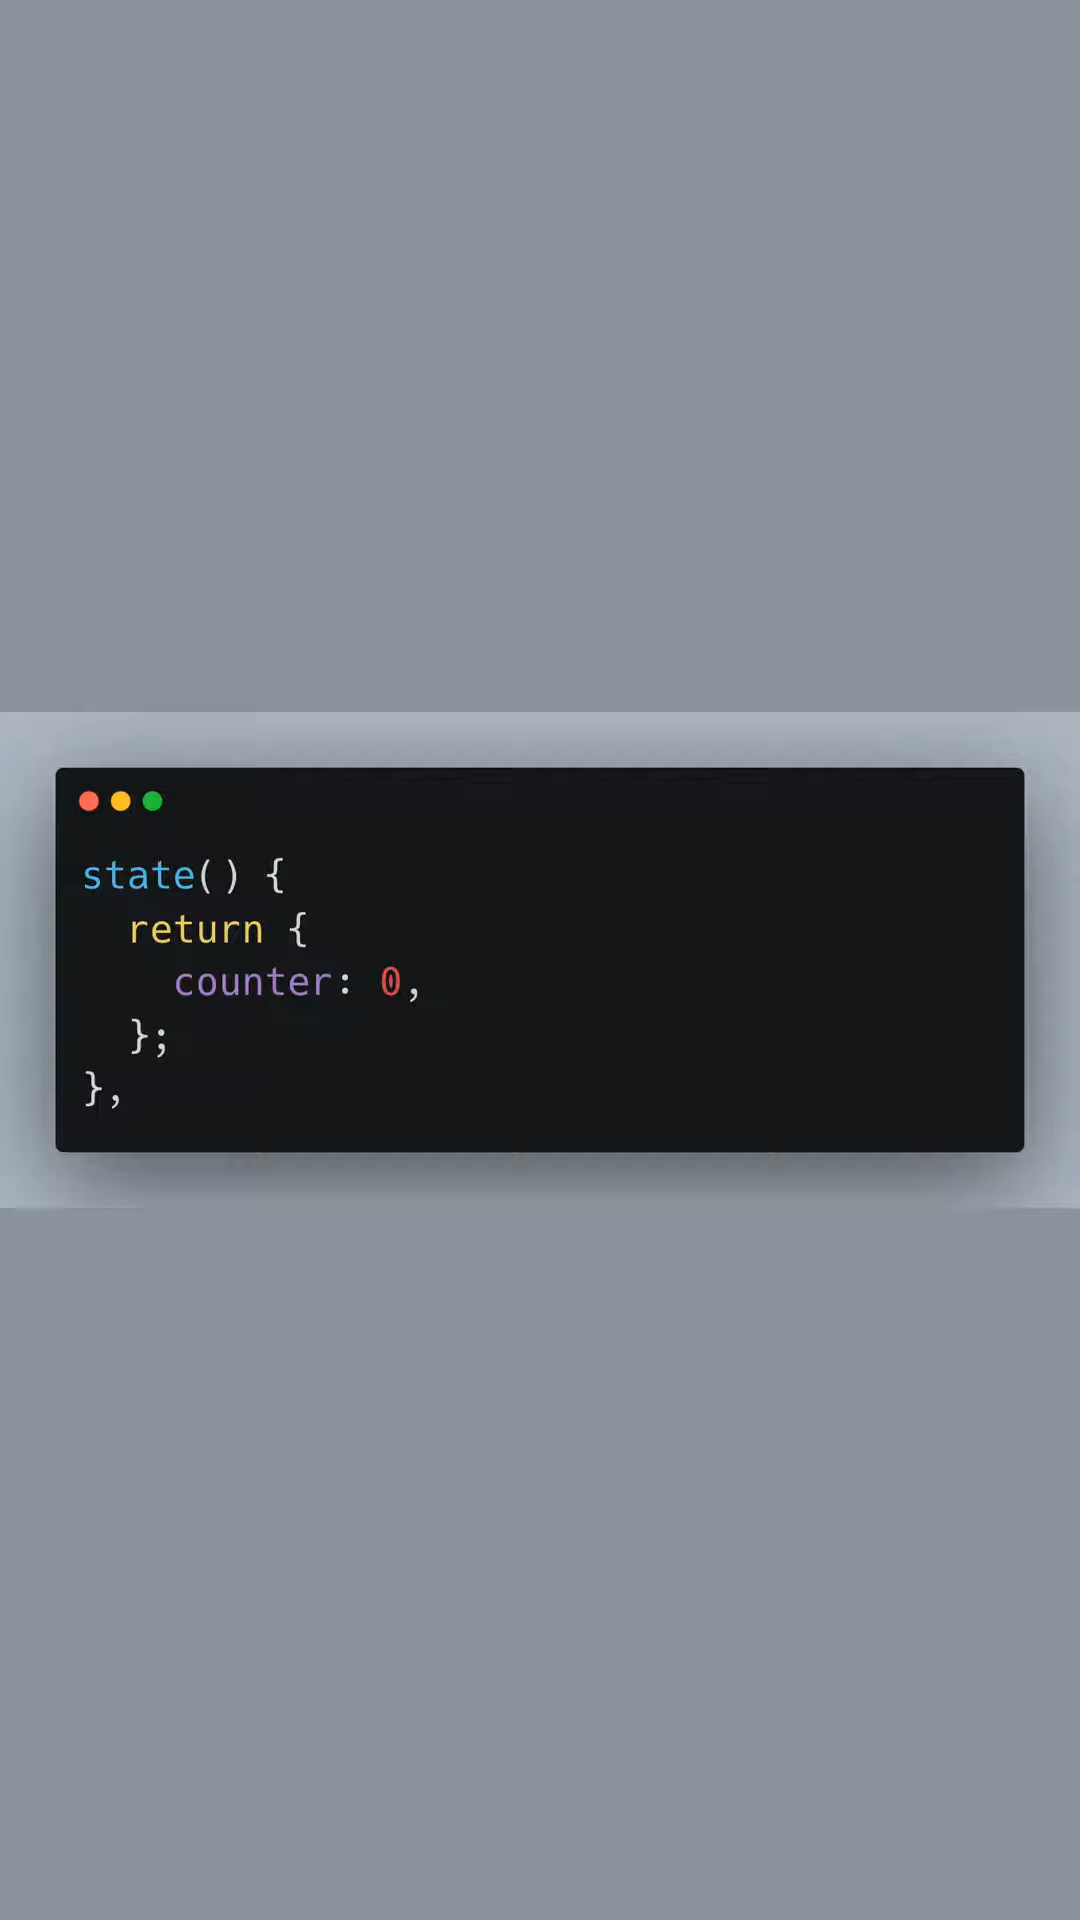 state() {
  return {
    counter: 0,
  };
},